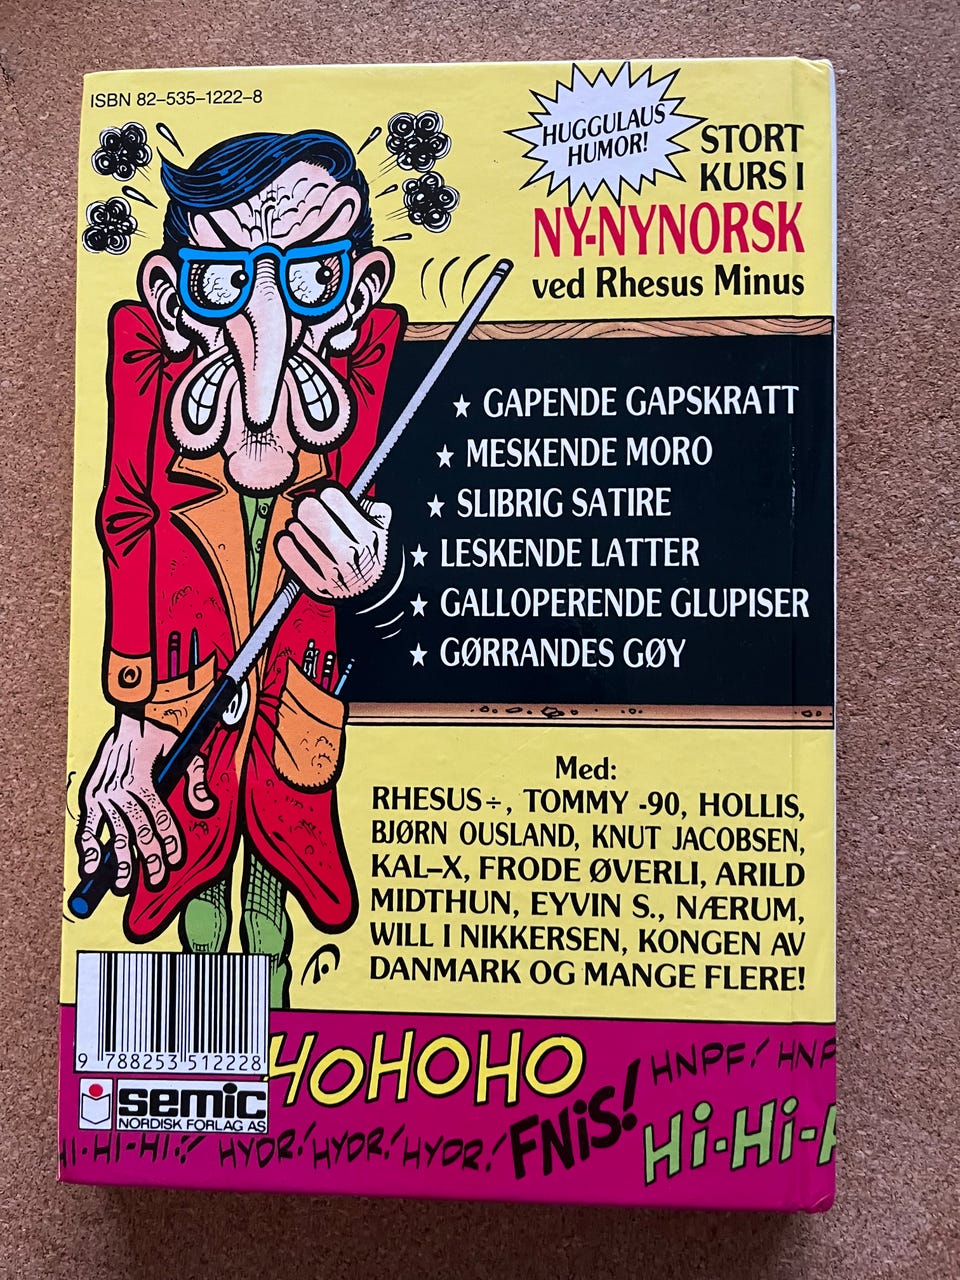 ISBN 82-535-1222-8
HUGGULAUS
HUMOR!
STORT
KURS I
NY-NYNORSK
ved Rhesus Minus
★ GAPENDE GAPSKRATT
★ MESKENDE MORO
★ SLIBRIG SATIRE
★ LESKENDE LATTER
★ GALLOPERENDE GLUPISER
★ GØRRANDES GØY
Med:
RHESUS÷, TOMMY -90, HOLLIS,
BJØRN OUSLAND, KNUT JACOBSEN,
KAL-X, FRODE ØVERLI, ARILD
MIDTHUN, EYVIN S., NÆRUM,
WILL I NIKKERSEN, KONGEN AV
DANMARK OG MANGE FLERE!
9 788253 512228
semic
NORDISK FORLAG AS
HOHOHO
HNPF! HNP
HI-HI-HI!
HYDR! HYDR! HYDR!
FNIS!
Hi-Hi-